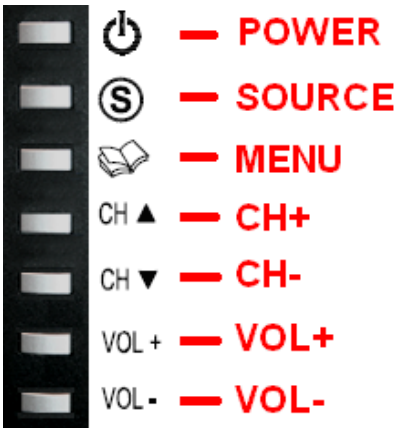 POWER
S SOURCE
MENU
CH ▲ CH+
CH ▼ CH-
VOL + VOL+
VOL - VOL-